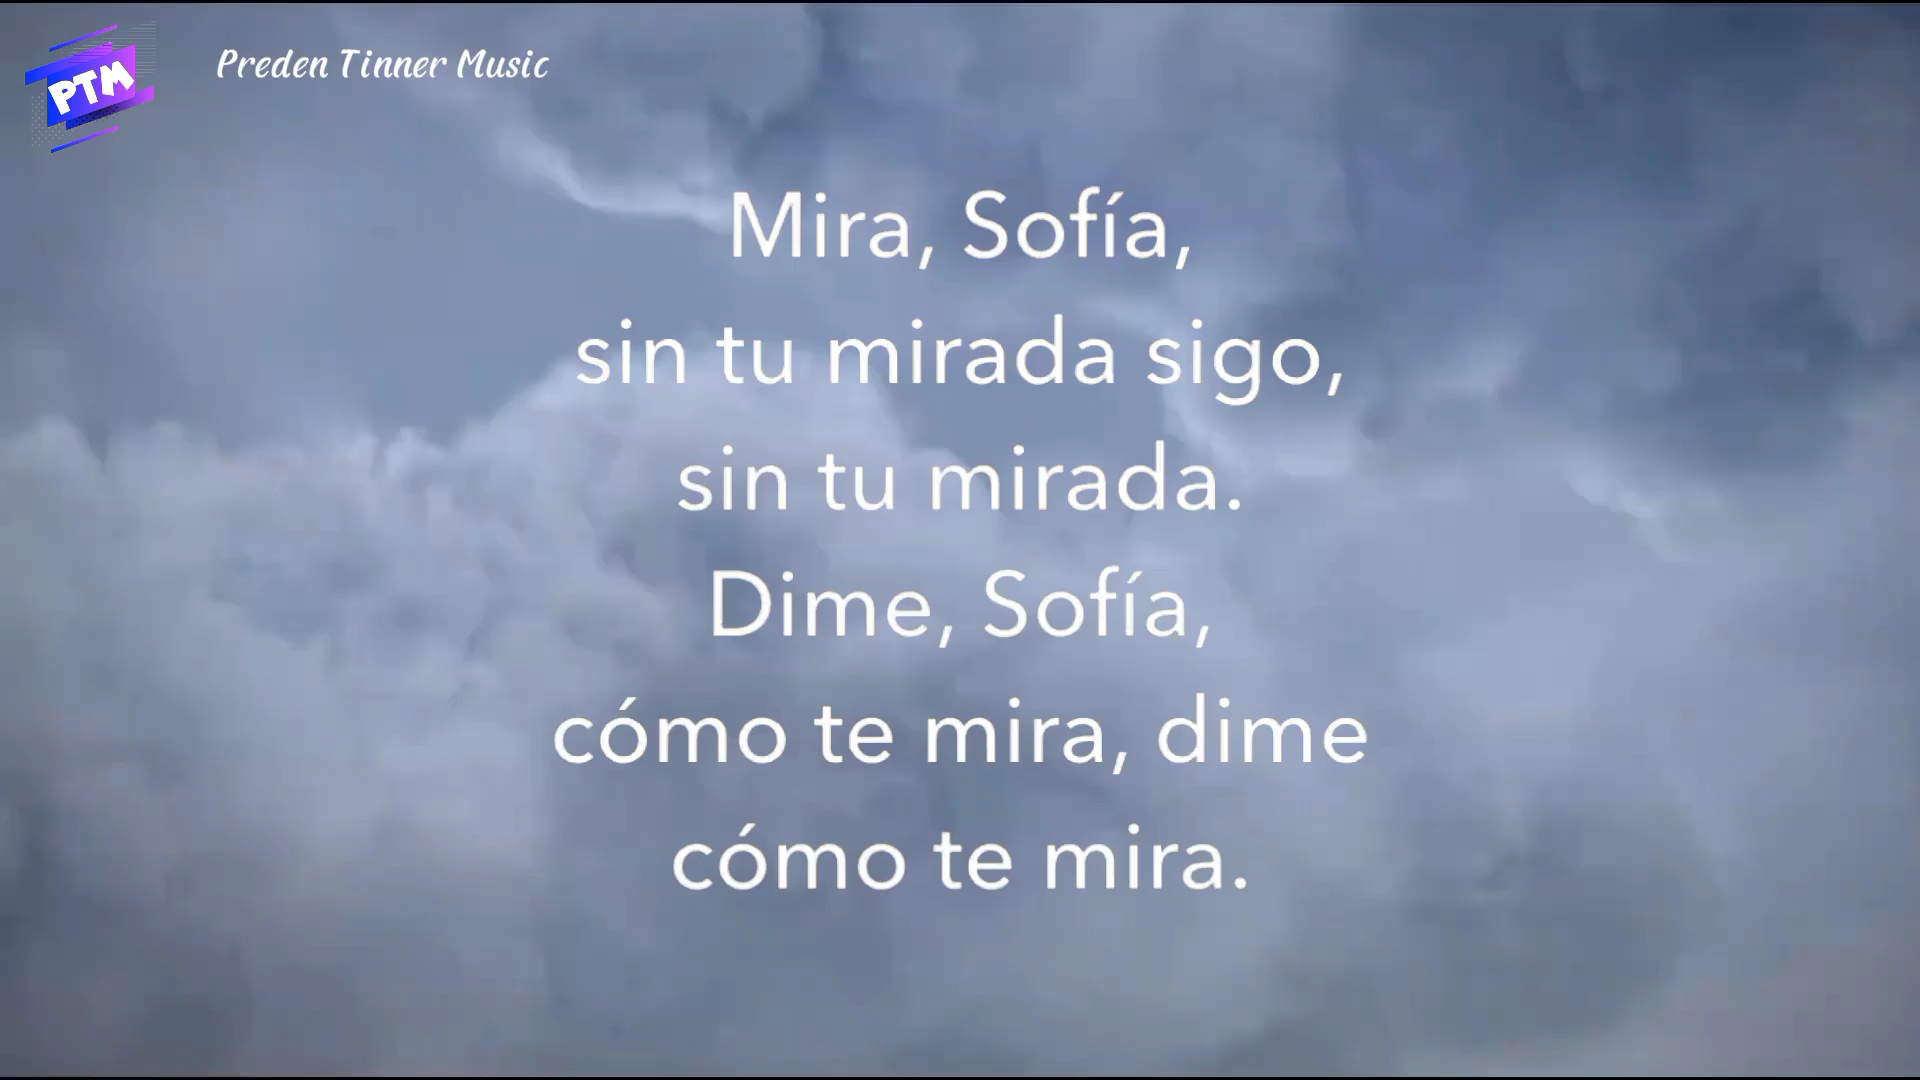 PTM
Preden Tinner Music
Mira, Sofía,
sin tu mirada sigo,
sin tu mirada.
Dime, Sofía,
cómo te mira, dime
cómo te mira.